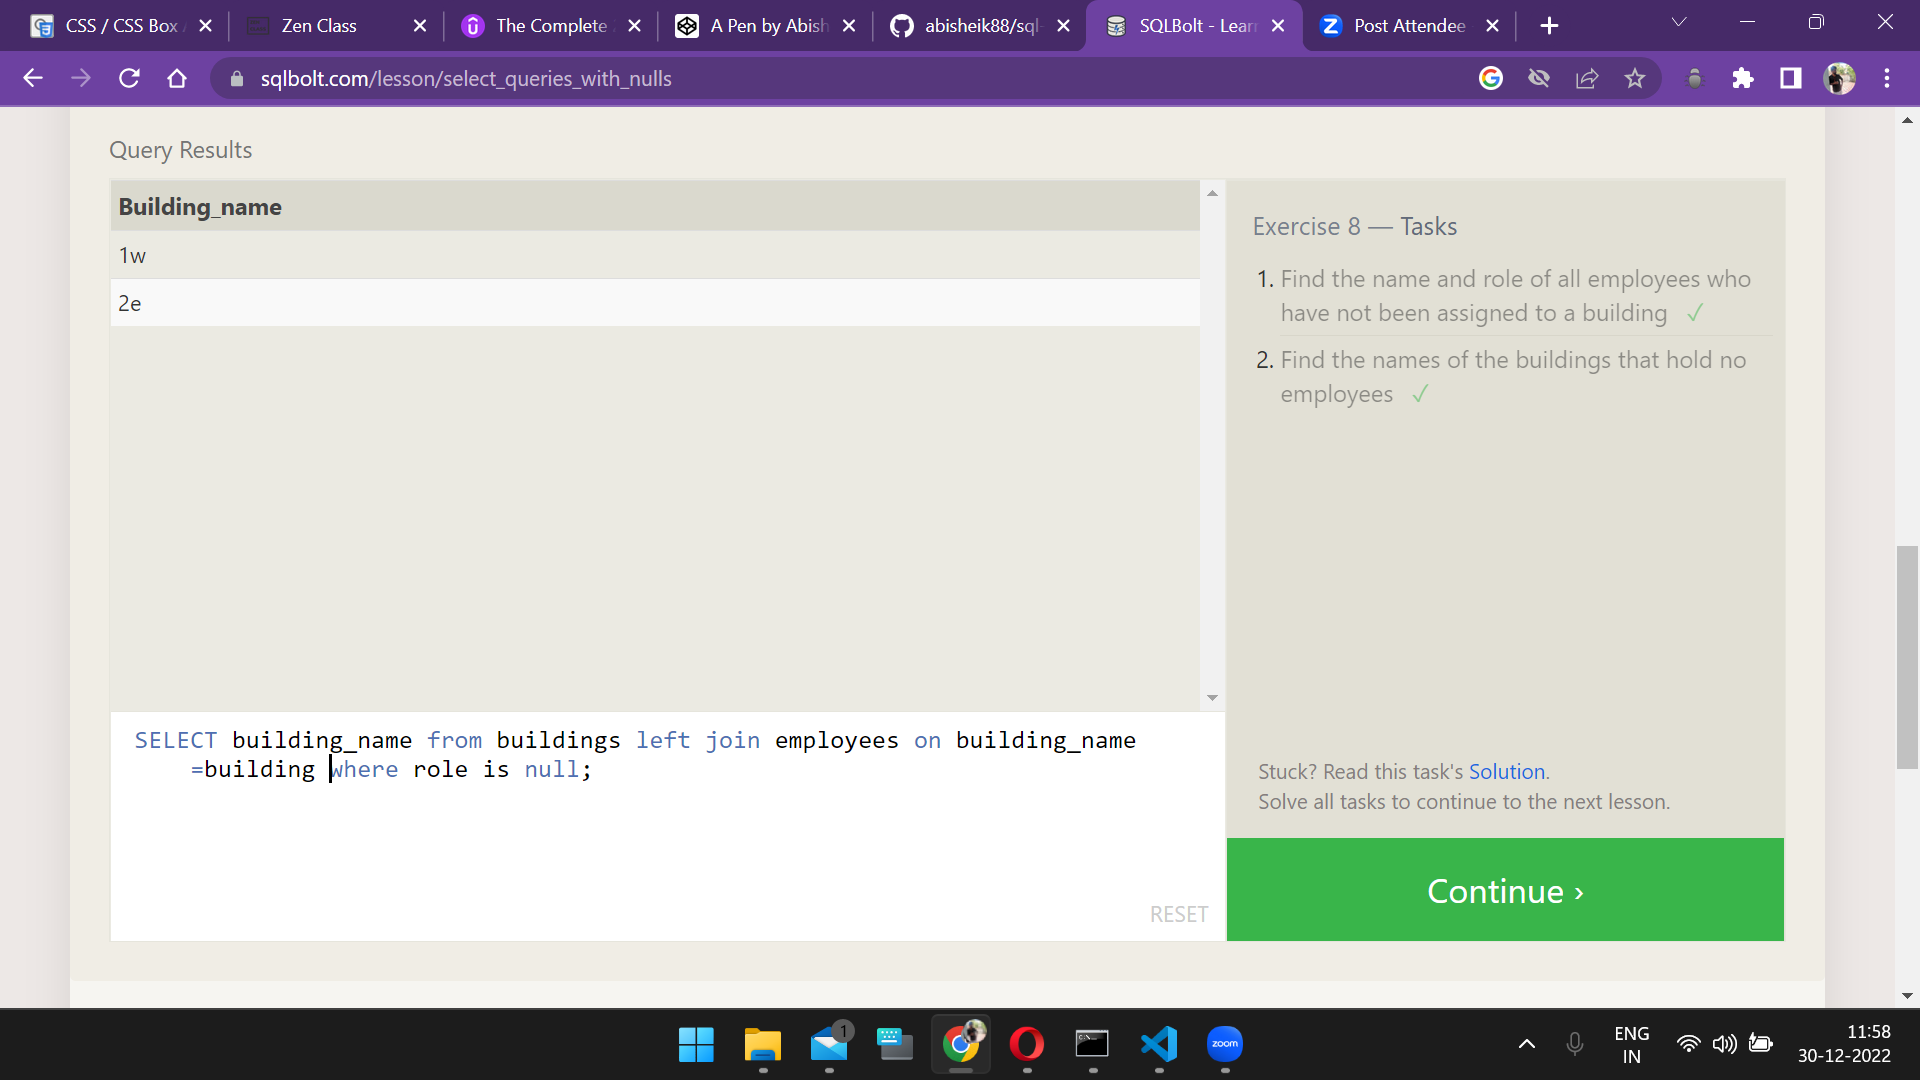 CSS / CSS Box
Zen Class
The Complete
A Pen by Abish
abisheik88/sql-
SQLBolt - Lear
Post Attendee
sqlbolt.com/lesson/select_queries_with_nulls
Query Results
Building_name
1w
2e
Exercise 8 — Tasks
1. Find the name and role of all employees who
have not been assigned to a building ✓
2. Find the names of the buildings that hold no
employees ✓
SELECT building_name from buildings left join employees on building_name
=building where role is null;
RESET
Stuck? Read this task's Solution.
Solve all tasks to continue to the next lesson.
Continue ›
1
zoom
ENG
IN
11:58
30-12-2022